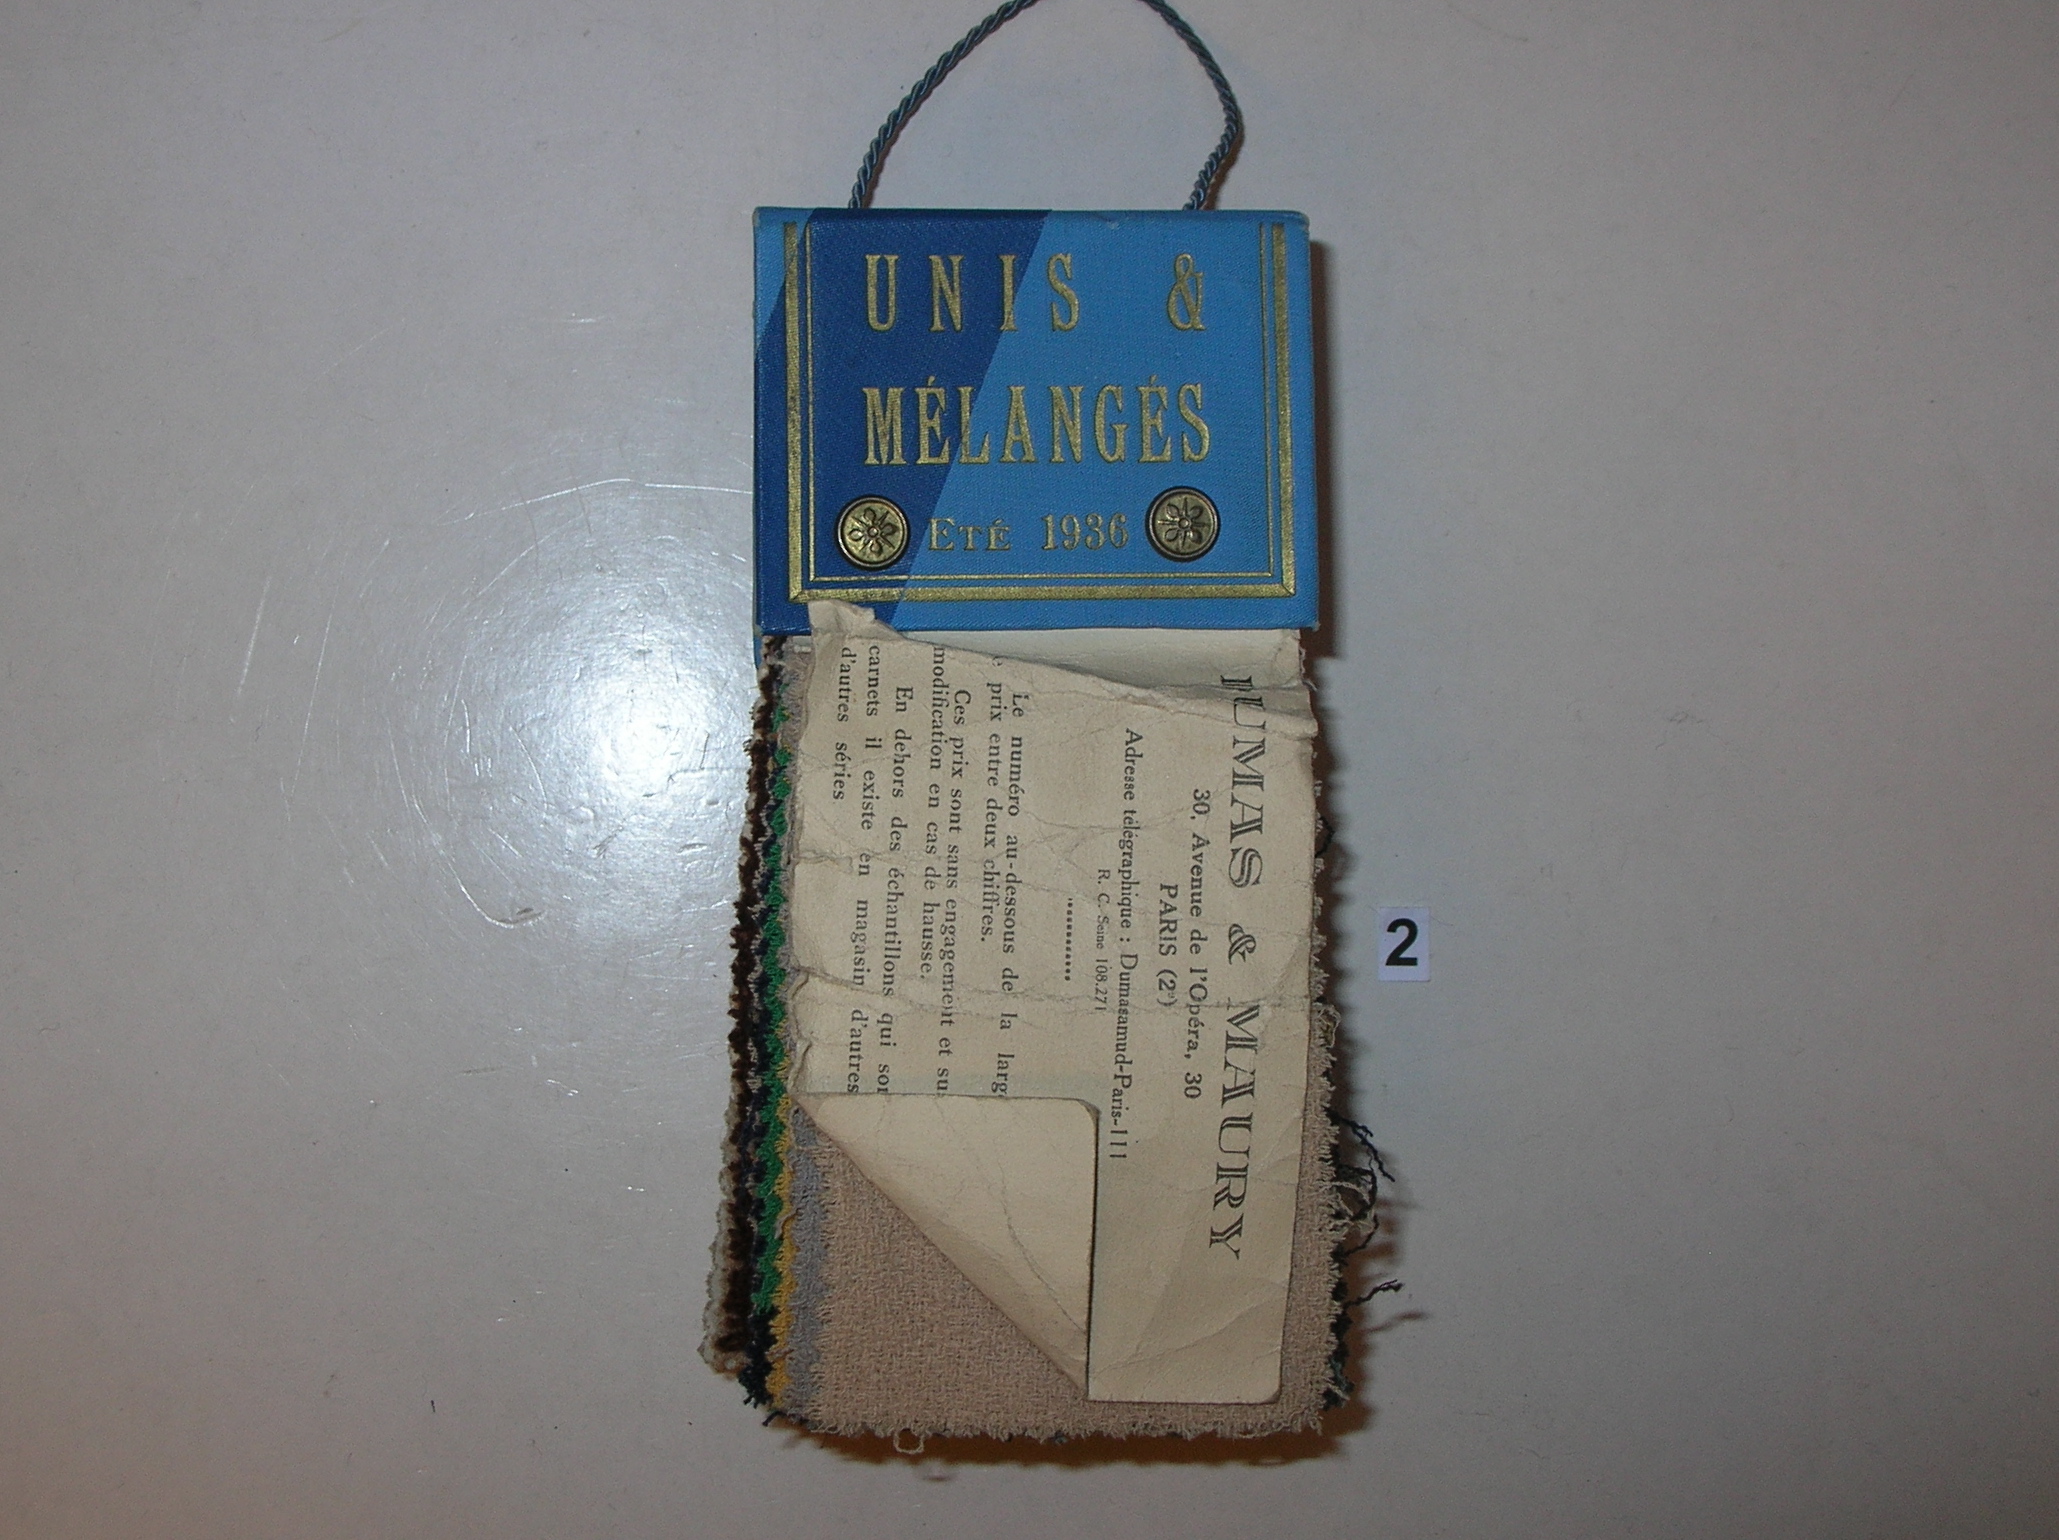 UNIS &
MÉLANGÉS
ÉTÉ 1936
UMAS & MAURY
30, Avenue de l'Opéra, 30
PARIS (2e)
Adresse télégraphique : Dumasamud-Paris-111
R. C. Seine 108.271
Le numéro au-dessous de la larg
prix entre deux chiffres.
Ces prix sont sans engagement et su
modification en cas de hausse.
En dehors des échantillons qui son
carnets il existe en magasin d'autres
d'autres séries
2